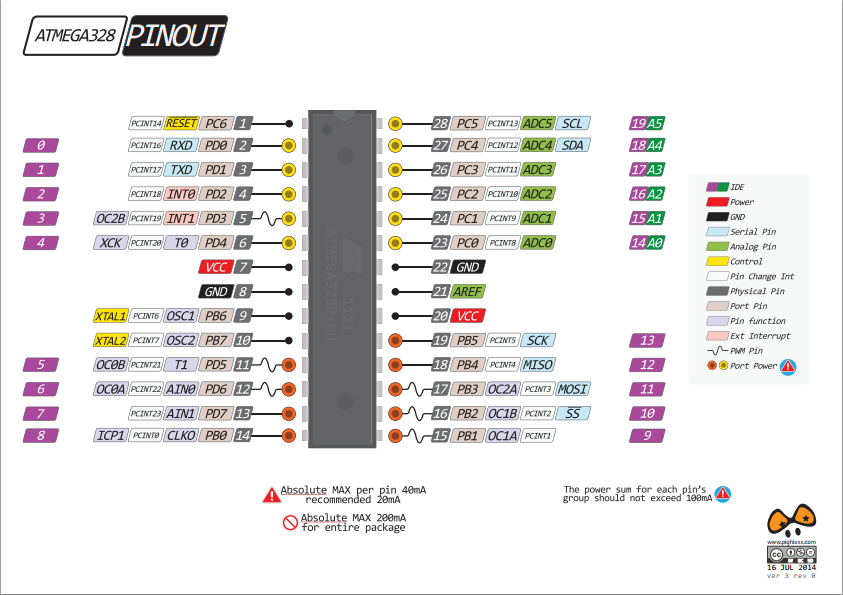 ATMEGA328 PINOUT
PCINT14 RESET PC6 1 28 PC5 PCINT13 ADC5 SCL 19 A5
0 PCINT16 RXD PD0 2 27 PC4 PCINT12 ADC4 SDA 18 A4
1 PCINT17 TXD PD1 3 26 PC3 PCINT11 ADC3 17 A3
2 PCINT18 INT0 PD2 4 25 PC2 PCINT10 ADC2 16 A2
3 OC2B PCINT19 INT1 PD3 5 24 PC1 PCINT9 ADC1 15 A1
4 XCK PCINT20 T0 PD4 6 23 PC0 PCINT8 ADC0 14 A0
VCC 7 22 GND
GND 8 21 AREF
XTAL1 PCINT6 OSC1 PB6 9 20 VCC
XTAL2 PCINT7 OSC2 PB7 10 19 PB5 PCINT5 SCK 13
5 OC0B PCINT21 T1 PD5 11 18 PB4 PCINT4 MISO 12
6 OC0A PCINT22 AIN0 PD6 12 17 PB3 OC2A PCINT3 MOSI 11
7 PCINT23 AIN1 PD7 13 16 PB2 OC1B PCINT2 SS 10
8 ICP1 PCINT0 CLKO PB0 14 15 PB1 OC1A PCINT1 9
ATMEGA328P-PU
1121
IDE
Power
GND
Serial Pin
Analog Pin
Control
Pin Change Int
Physical Pin
Port Pin
Pin function
Ext Interrupt
PWM Pin
Port Power
Absolute MAX per pin 40mA
recommended 20mA
Absolute MAX 200mA
for entire package
The power sum for each pin's
group should not exceed 100mA
www.pighixxx.com
cc
BY
16 JUL 2014
ver 3 rev 0